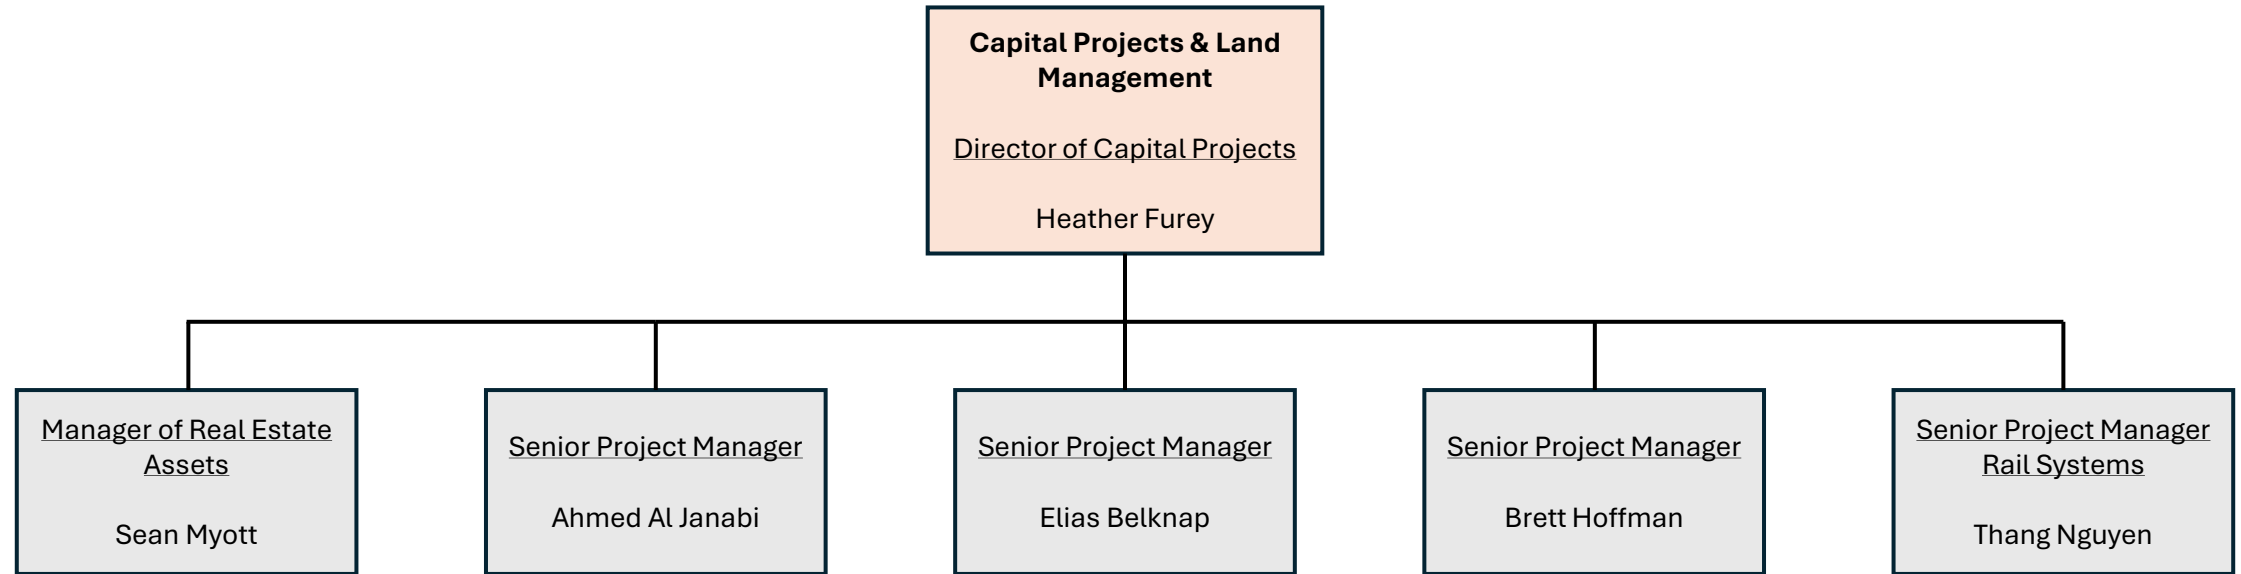 Capital Projects & Land
Management
Director of Capital Projects
Heather Furey
Manager of Real Estate
Assets
Sean Myott
Senior Project Manager
Ahmed Al Janabi
Senior Project Manager
Elias Belknap
Senior Project Manager
Brett Hoffman
Senior Project Manager
Rail Systems
Thang Nguyen